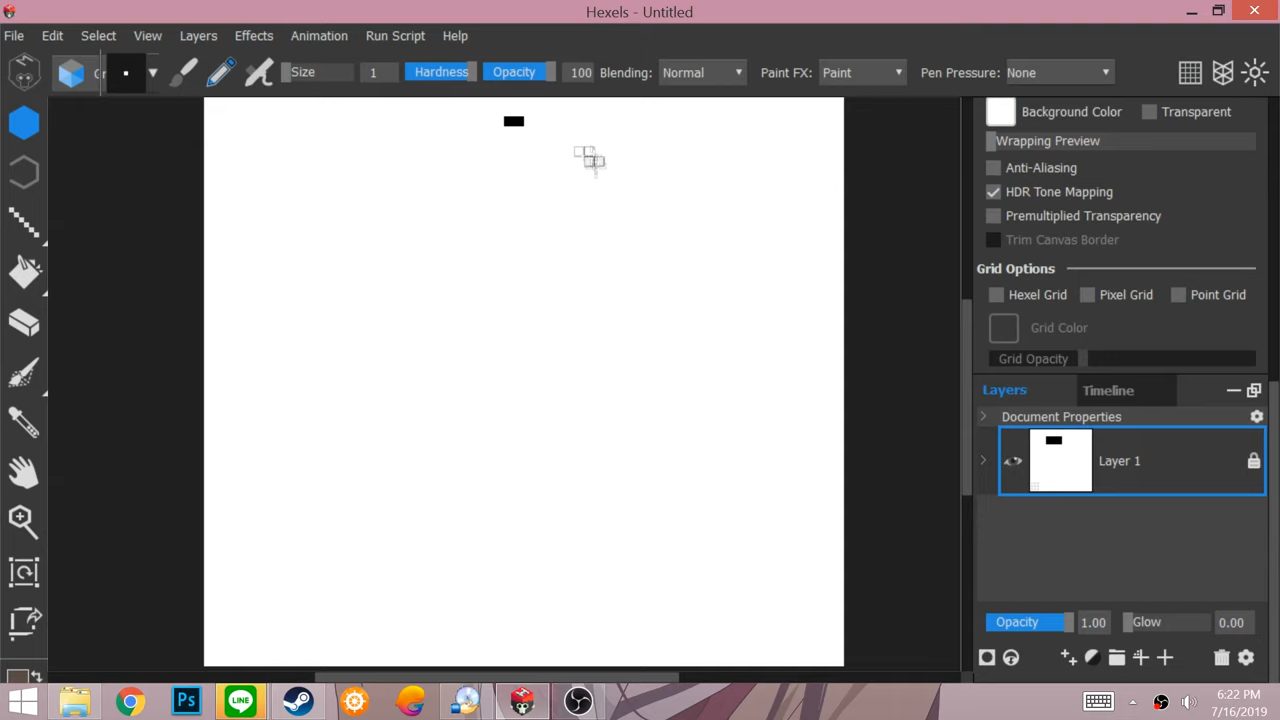 Hexels - Untitled
File Edit Select View Layers Effects Animation Run Script Help
Size 1 Hardness Opacity 100 Blending: Normal Paint FX: Paint Pen Pressure: None
Background Color Transparent
Wrapping Preview
Anti-Aliasing
HDR Tone Mapping
Premultiplied Transparency
Trim Canvas Border
Grid Options
Hexel Grid Pixel Grid Point Grid
Grid Color
Grid Opacity
Layers Timeline
Document Properties
Layer 1
Opacity 1.00 Glow 0.00
Ps LINE
6:22 PM
7/16/2019